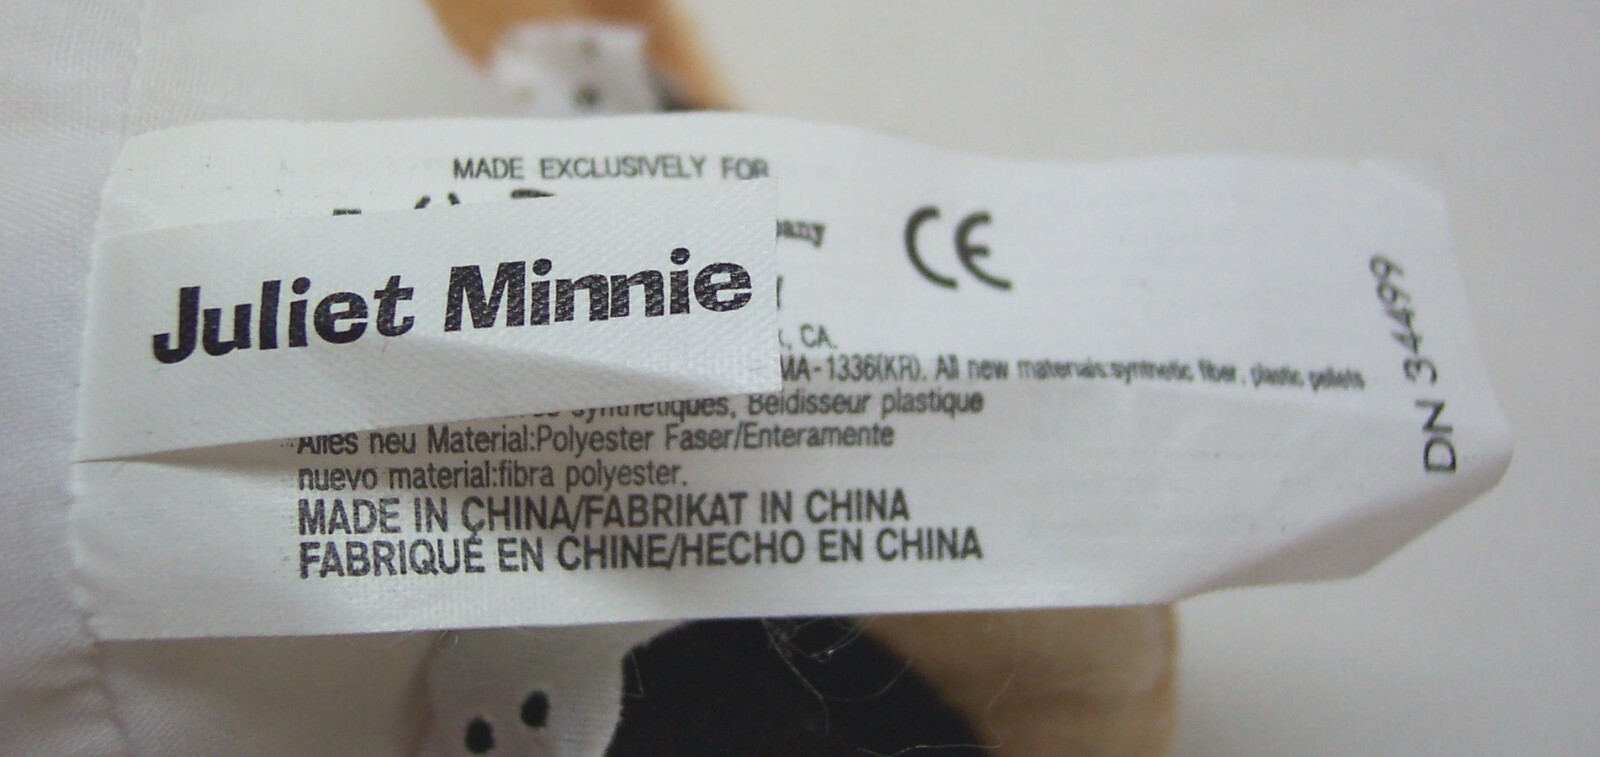 MADE EXCLUSIVELY FOR
Juliet Minnie
CE
CA.
MA-1336(KR). All new materials:synthetic fiber, plastic pellets
synthetiques, Beldisseur plastique
Alles neu Material:Polyester Faser/Enteramente
nuevo material:fibra polyester.
MADE IN CHINA/FABRIKAT IN CHINA
FABRIQUE EN CHINE/HECHO EN CHINA
DN 34499